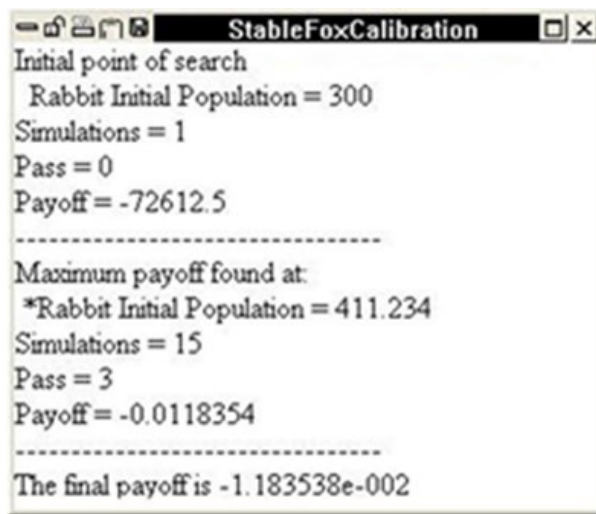 StableFoxCalibration
Initial point of search
Rabbit Initial Population = 300
Simulations = 1
Pass = 0
Payoff = -72612.5
---------------------------------
Maximum payoff found at:
*Rabbit Initial Population = 411.234
Simulations = 15
Pass = 3
Payoff = -0.0118354
---------------------------------
The final payoff is -1.183538e-002